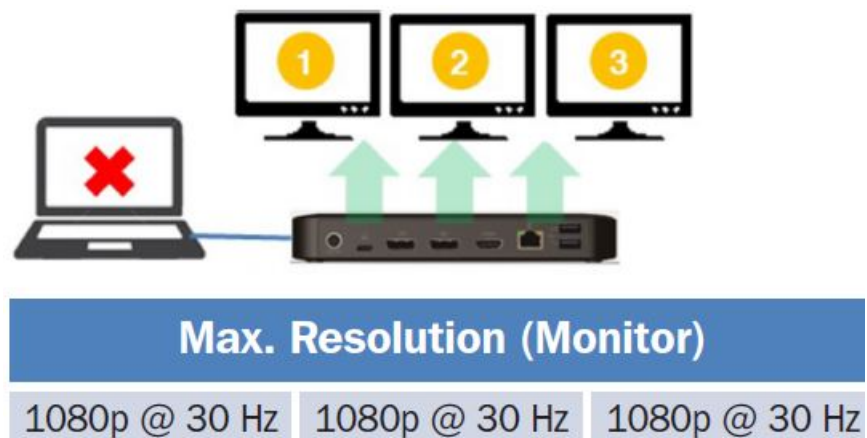 1 2 3
Max. Resolution (Monitor)
1080p @ 30 Hz 1080p @ 30 Hz 1080p @ 30 Hz